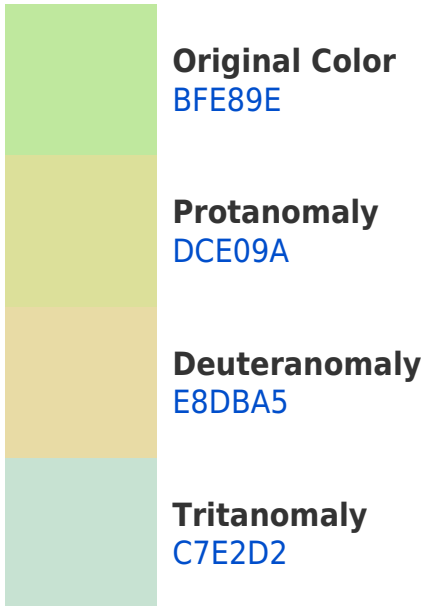 Original Color
BFE89E
Protanomaly
DCE09A
Deuteranomaly
E8DBA5
Tritanomaly
C7E2D2